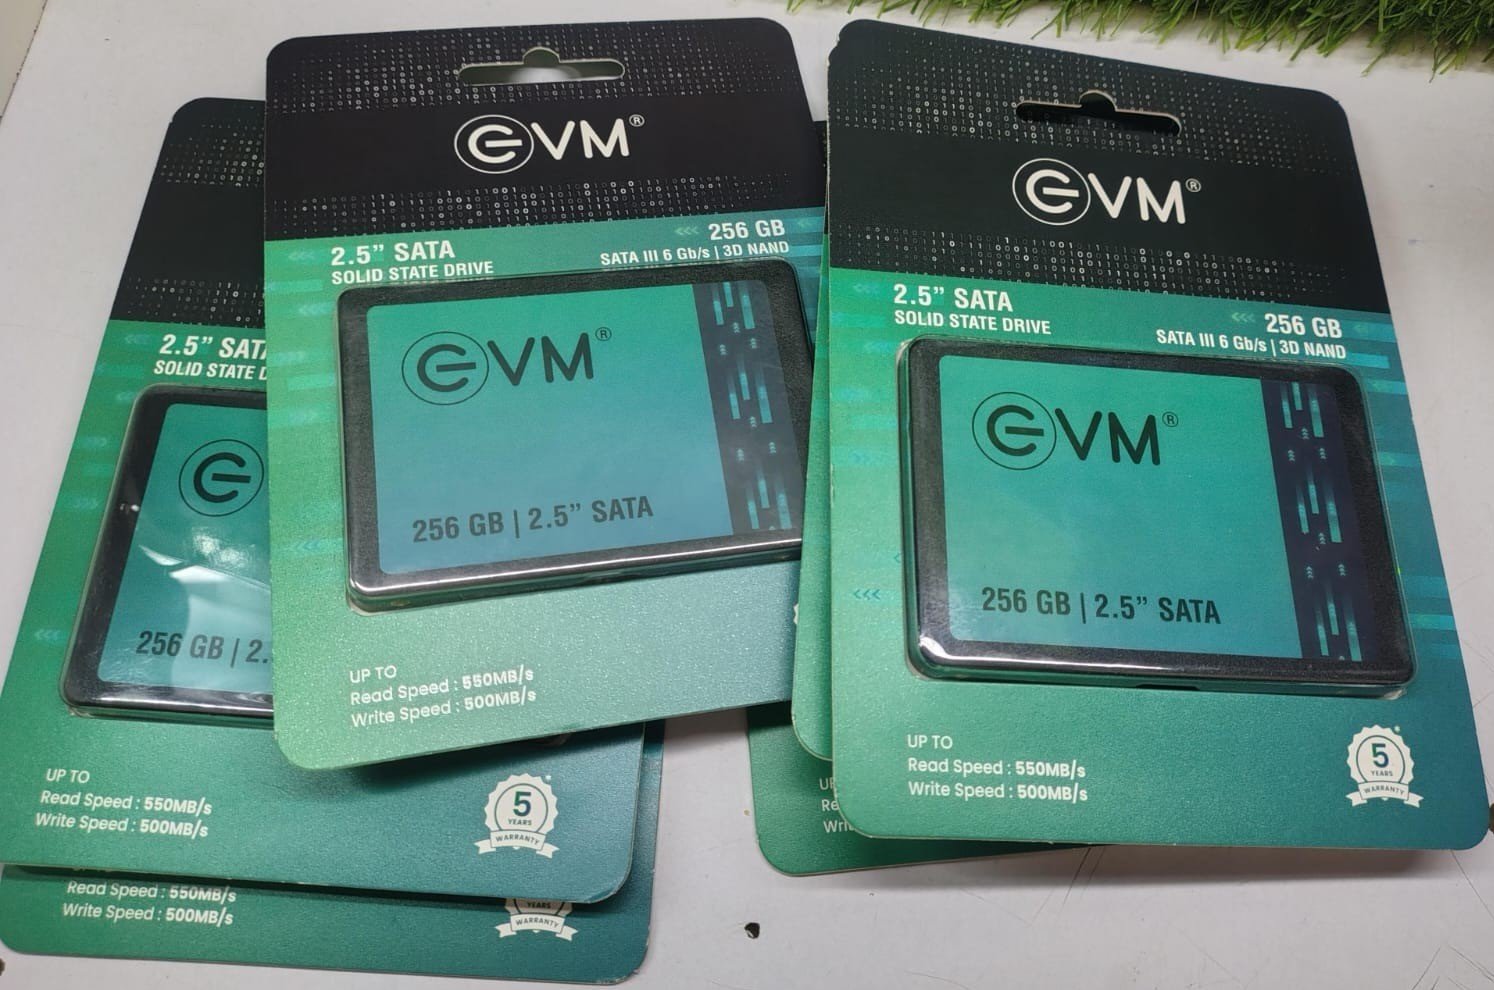 EVM®
2.5” SATA
SOLID STATE DRIVE
256 GB
SATA III 6 Gb/s | 3D NAND
EVM®
256 GB | 2.5” SATA
UP TO
Read Speed : 550MB/s
Write Speed : 500MB/s
EVM®
2.5” SATA
SOLID STATE DRIVE
256 GB
SATA III 6 Gb/s | 3D NAND
EVM®
256 GB | 2.5” SATA
UP TO
Read Speed : 550MB/s
Write Speed : 500MB/s
5
YEARS
WARRANTY
2.5” SATA
SOLID STATE D
E
256 GB | 2.
UP TO
Read Speed : 550MB/s
Write Speed : 500MB/s
5
YEARS
WARRANTY
Read Speed : 550MB/s
Write Speed : 500MB/s
YEARS
WARRANTY
UP
Re
Wri